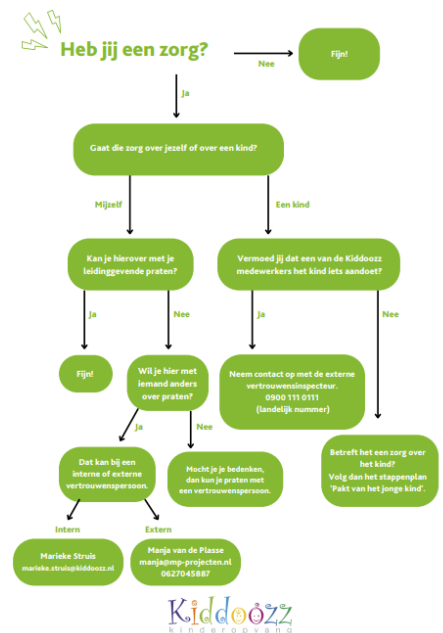 Heb jij een zorg?
Nee
Fijn!
Ja
Gaat die zorg over jezelf of over een kind?
Mijzelf
Een kind
Kan je hierover met je
leidinggevende praten?
Vermoed jij dat een van de Kiddoozz
medewerkers het kind iets aandoet?
Ja
Nee
Ja
Nee
Fijn!
Wil je hier met
iemand anders
over praten?
Neem contact op met de externe
vertrouwensinspecteur.
0900 111 0111
(landelijk nummer)
Ja
Nee
Betreft het een zorg over
het kind?
Volg dan het stappenplan
'Pakt van het jonge kind'.
Dat kan bij een
interne of externe
vertrouwenspersoon.
Mocht je je bedenken,
dan kun je praten met
een vertrouwenspersoon.
Intern
Extern
Marieke Struis
marieke.struis@kiddoozz.nl
Manja van de Plasse
manja@mp-projecten.nl
0627045887
Kiddoozz
kinderopvang